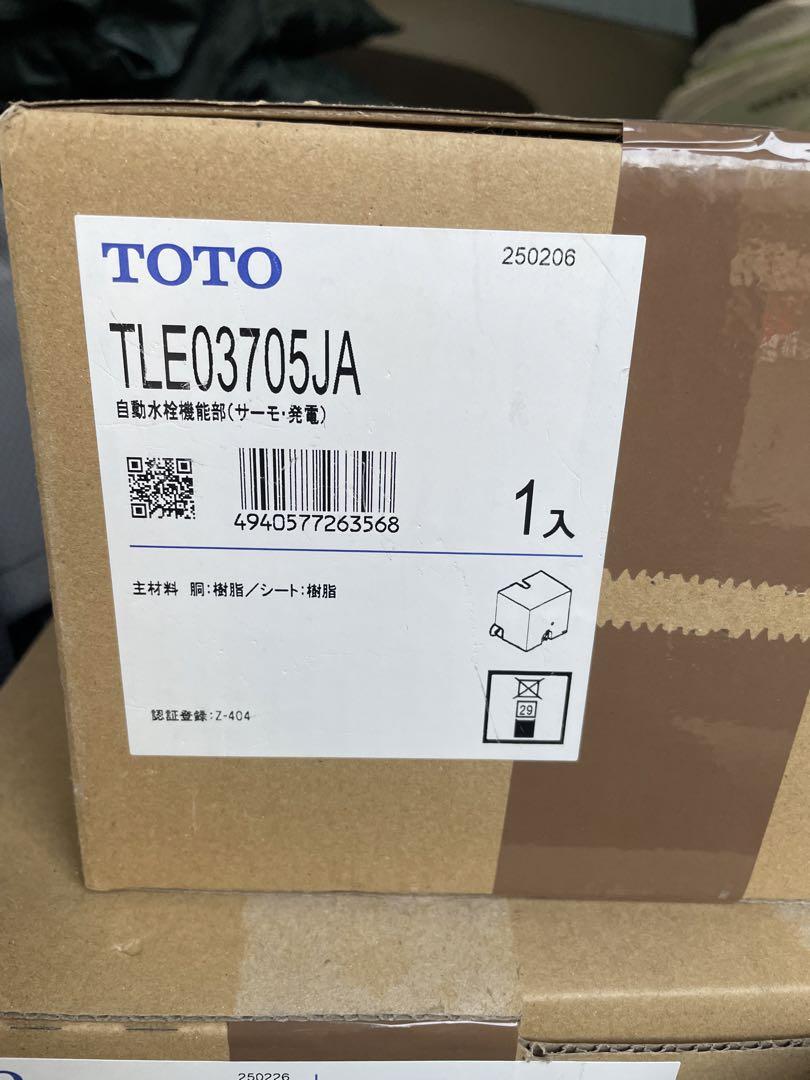 TOTO
250206
TLE03705JA
自動水栓機能部(サーモ・発電)
4940577263568
1入
主材料 胴:樹脂／シート:樹脂
29
認証登録:Z-404
250226